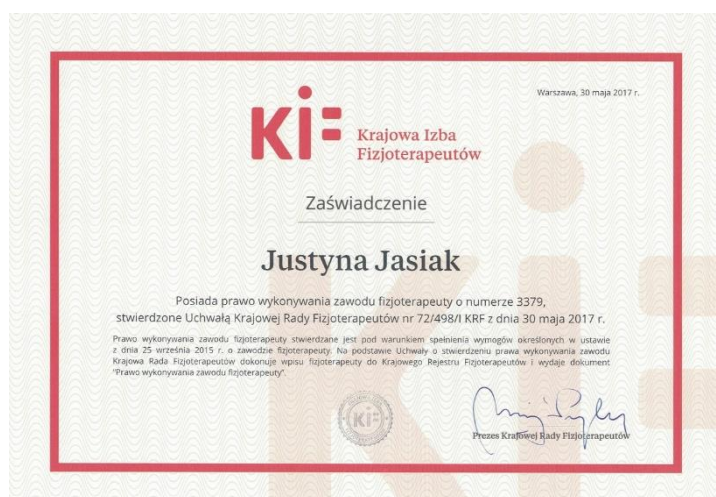 Warszawa, 30 maja 2017 r.
KIF
Krajowa Izba
Fizjoterapeutów
Zaświadczenie
Justyna Jasiak
Posiada prawo wykonywania zawodu fizjoterapeuty o numerze 3379,
stwierdzone Uchwałą Krajowej Rady Fizjoterapeutów nr 72/498/I KRF z dnia 30 maja 2017 r.
Prawo wykonywania zawodu fizjoterapeuty stwierdzane jest pod warunkiem spełnienia wymogów określonych w ustawie
z dnia 25 września 2015 r. o zawodzie fizjoterapeuty. Na podstawie Uchwały o stwierdzeniu prawa wykonywania zawodu
Krajowa Rada Fizjoterapeutów dokonuje wpisu fizjoterapeuty do Krajowego Rejestru Fizjoterapeutów i wydaje dokument
"Prawo wykonywania zawodu fizjoterapeuty".
KIF
Prezes Krajowej Rady Fizjoterapeutów